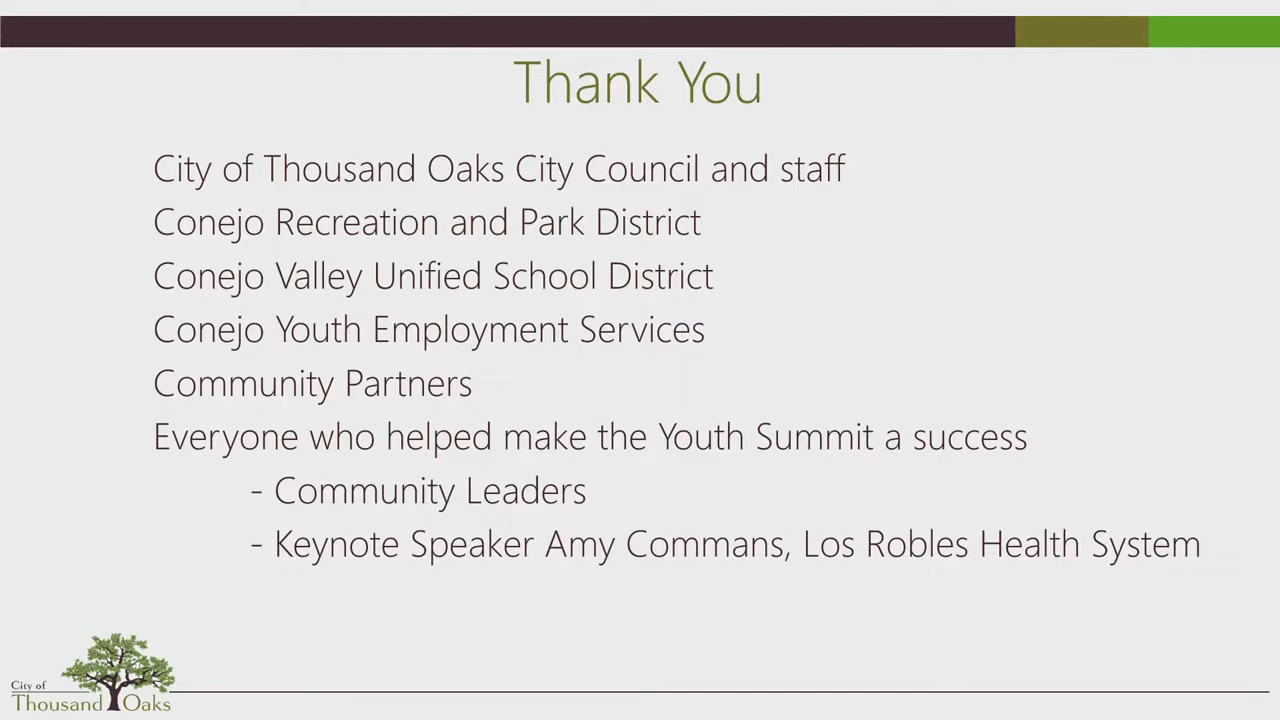 Thank You
City of Thousand Oaks City Council and staff
Conejo Recreation and Park District
Conejo Valley Unified School District
Conejo Youth Employment Services
Community Partners
Everyone who helped make the Youth Summit a success
- Community Leaders
- Keynote Speaker Amy Commans, Los Robles Health System
City of
Thousand Oaks